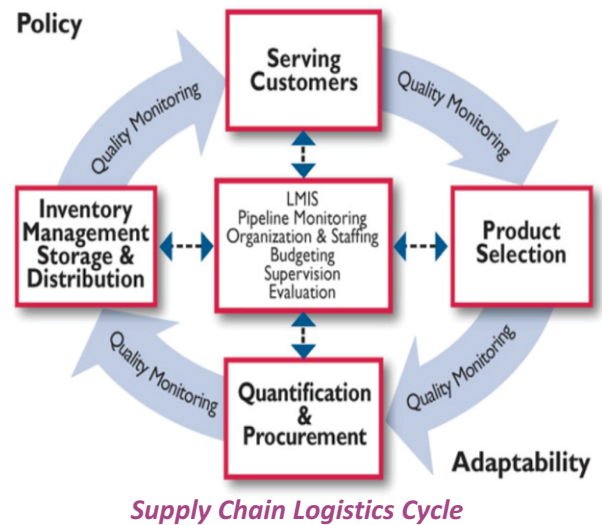 Policy
Serving
Customers
Quality Monitoring
Quality Monitoring
Inventory
Management
Storage &
Distribution
LMIS
Pipeline Monitoring
Organization & Staffing
Budgeting
Supervision
Evaluation
Product
Selection
Quality Monitoring
Quality Monitoring
Quantification
&
Procurement
Adaptability
Supply Chain Logistics Cycle